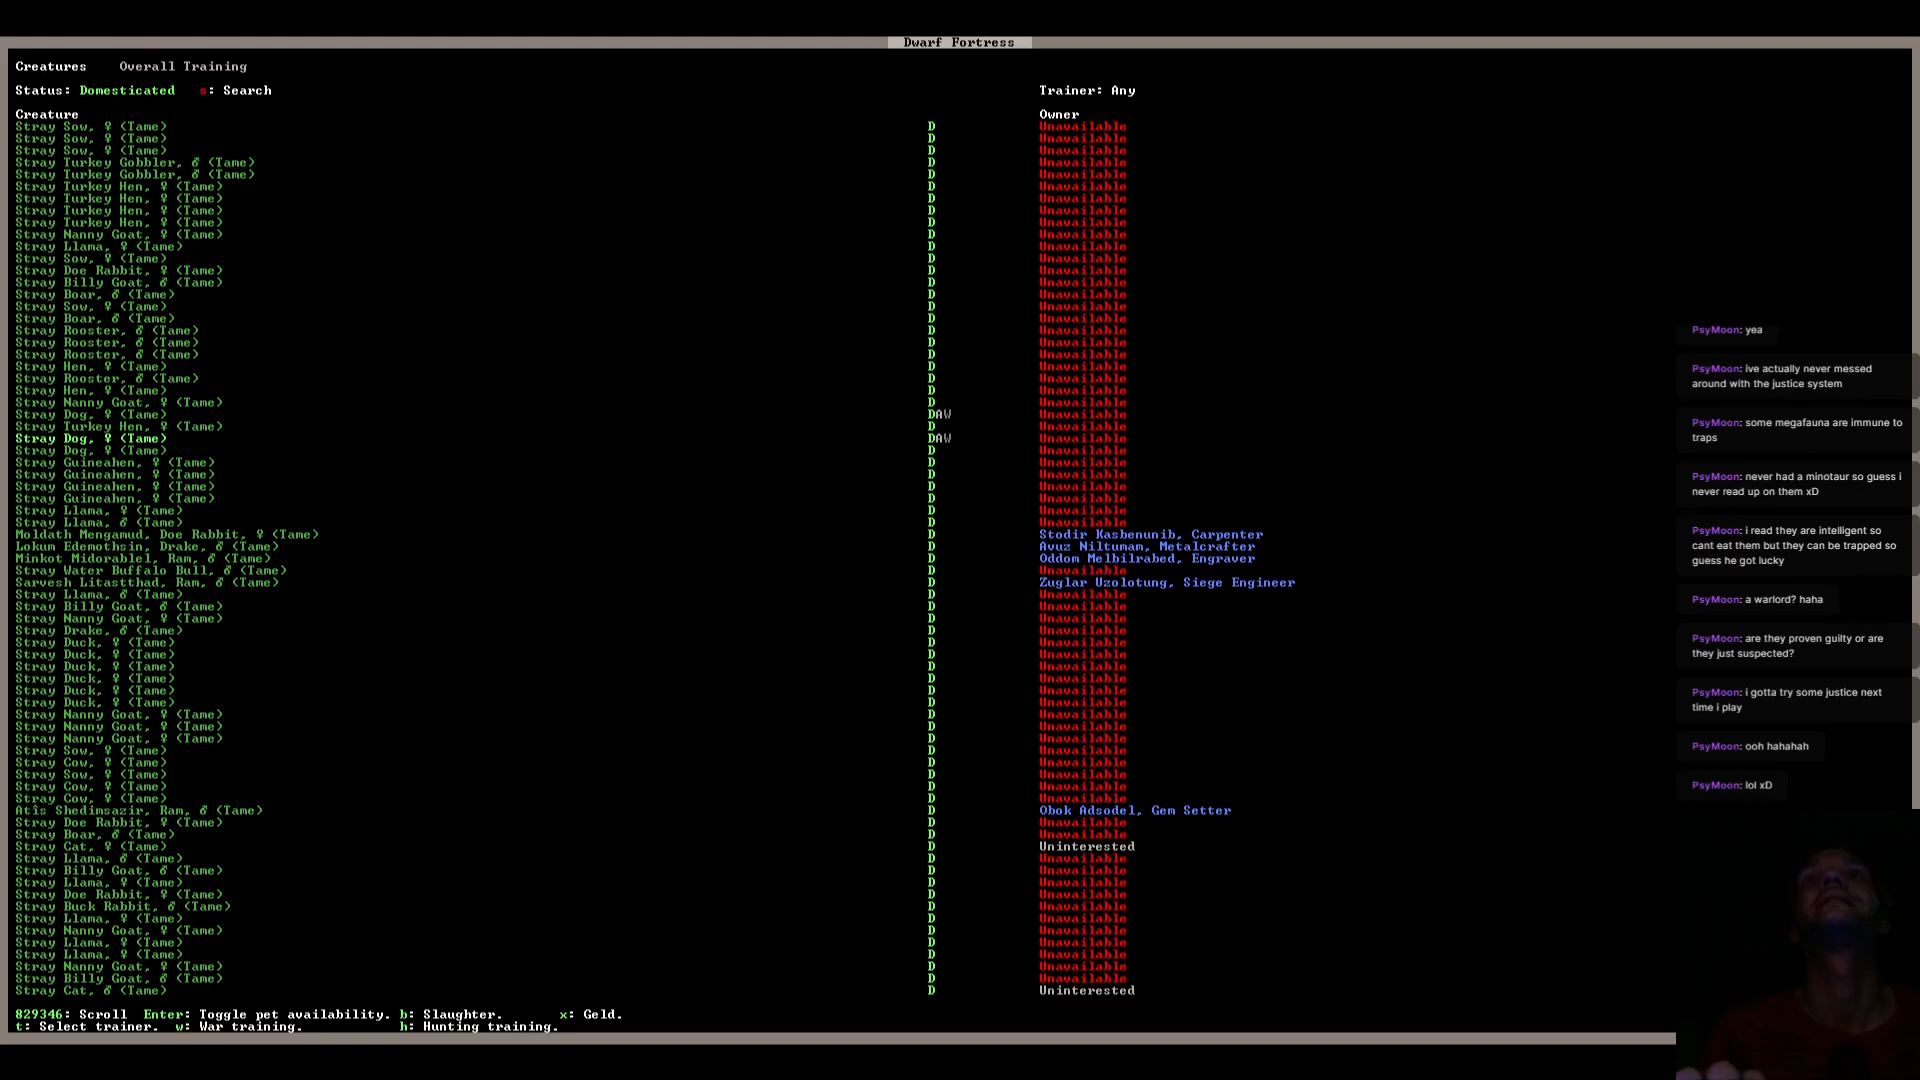 Dwarf Fortress
Creatures Overall Training
Status: Domesticated s: Search Trainer: Any
Creature Owner
Stray Sow, ♀ (Tame) D Unavailable
Stray Sow, ♀ (Tame) D Unavailable
Stray Sow, ♀ (Tame) D Unavailable
Stray Turkey Gobbler, ♂ (Tame) D Unavailable
Stray Turkey Gobbler, ♂ (Tame) D Unavailable
Stray Turkey Hen, ♀ (Tame) D Unavailable
Stray Turkey Hen, ♀ (Tame) D Unavailable
Stray Turkey Hen, ♀ (Tame) D Unavailable
Stray Turkey Hen, ♀ (Tame) D Unavailable
Stray Nanny Goat, ♀ (Tame) D Unavailable
Stray Llama, ♀ (Tame) D Unavailable
Stray Sow, ♀ (Tame) D Unavailable
Stray Doe Rabbit, ♀ (Tame) D Unavailable
Stray Billy Goat, ♂ (Tame) D Unavailable
Stray Boar, ♂ (Tame) D Unavailable
Stray Sow, ♀ (Tame) D Unavailable
Stray Boar, ♂ (Tame) D Unavailable
Stray Rooster, ♂ (Tame) D Unavailable
Stray Rooster, ♂ (Tame) D Unavailable
Stray Rooster, ♂ (Tame) D Unavailable
Stray Hen, ♀ (Tame) D Unavailable
Stray Rooster, ♂ (Tame) D Unavailable
Stray Hen, ♀ (Tame) D Unavailable
Stray Nanny Goat, ♀ (Tame) D Unavailable
Stray Dog, ♀ (Tame) DAW Unavailable
Stray Turkey Hen, ♀ (Tame) D Unavailable
Stray Dog, ♀ (Tame) DAW Unavailable
Stray Dog, ♀ (Tame) D Unavailable
Stray Guineahen, ♀ (Tame) D Unavailable
Stray Guineahen, ♀ (Tame) D Unavailable
Stray Guineahen, ♀ (Tame) D Unavailable
Stray Guineahen, ♀ (Tame) D Unavailable
Stray Llama, ♀ (Tame) D Unavailable
Stray Llama, ♂ (Tame) D Unavailable
Moldath Mengamud, Doe Rabbit, ♀ (Tame) D Stodir Kasbenunib, Carpenter
Lokum Edemothsin, Drake, ♂ (Tame) D Avuz Niltumam, Metalcrafter
Minkot Midorablel, Ram, ♂ (Tame) D Oddom Melbilrabed, Engraver
Stray Water Buffalo Bull, ♂ (Tame) D Unavailable
Sarvesh Litastthad, Ram, ♂ (Tame) D Zuglar Uzolotung, Siege Engineer
Stray Llama, ♂ (Tame) D Unavailable
Stray Billy Goat, ♂ (Tame) D Unavailable
Stray Nanny Goat, ♀ (Tame) D Unavailable
Stray Drake, ♂ (Tame) D Unavailable
Stray Duck, ♀ (Tame) D Unavailable
Stray Duck, ♀ (Tame) D Unavailable
Stray Duck, ♀ (Tame) D Unavailable
Stray Duck, ♀ (Tame) D Unavailable
Stray Duck, ♀ (Tame) D Unavailable
Stray Duck, ♀ (Tame) D Unavailable
Stray Nanny Goat, ♀ (Tame) D Unavailable
Stray Nanny Goat, ♀ (Tame) D Unavailable
Stray Nanny Goat, ♀ (Tame) D Unavailable
Stray Sow, ♀ (Tame) D Unavailable
Stray Cow, ♀ (Tame) D Unavailable
Stray Sow, ♀ (Tame) D Unavailable
Stray Cow, ♀ (Tame) D Unavailable
Stray Cow, ♀ (Tame) D Unavailable
Atîs Shedimsazir, Ram, ♂ (Tame) D Obok Adsodel, Gem Setter
Stray Doe Rabbit, ♀ (Tame) D Unavailable
Stray Boar, ♂ (Tame) D Unavailable
Stray Cat, ♀ (Tame) D Uninterested
Stray Llama, ♂ (Tame) D Unavailable
Stray Billy Goat, ♂ (Tame) D Unavailable
Stray Llama, ♀ (Tame) D Unavailable
Stray Doe Rabbit, ♀ (Tame) D Unavailable
Stray Buck Rabbit, ♂ (Tame) D Unavailable
Stray Llama, ♀ (Tame) D Unavailable
Stray Nanny Goat, ♀ (Tame) D Unavailable
Stray Llama, ♀ (Tame) D Unavailable
Stray Llama, ♀ (Tame) D Unavailable
Stray Nanny Goat, ♀ (Tame) D Unavailable
Stray Billy Goat, ♂ (Tame) D Unavailable
Stray Cat, ♂ (Tame) D Uninterested
829346: Scroll Enter: Toggle pet availability. b: Slaughter. x: Geld.
t: Select trainer. w: War training. h: Hunting training.
PsyMoon: yea
PsyMoon: ive actually never messed
around with the justice system
PsyMoon: some megafauna are immune to
traps
PsyMoon: never had a minotaur so guess i
never read up on them xD
PsyMoon: i read they are intelligent so
cant eat them but they can be trapped so
guess he got lucky
PsyMoon: a warlord? haha
PsyMoon: are they proven guilty or are
they just suspected?
PsyMoon: i gotta try some justice next
time i play
PsyMoon: ooh hahahah
PsyMoon: lol xD